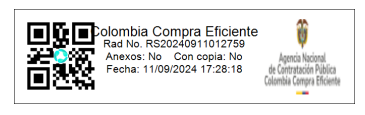 Colombia Compra Eficiente
Rad No. RS20240911012759
Anexos: No Con copia: No
Fecha: 11/09/2024 17:28:18
Agencia Nacional
de Contratación Pública
Colombia Compra Eficiente